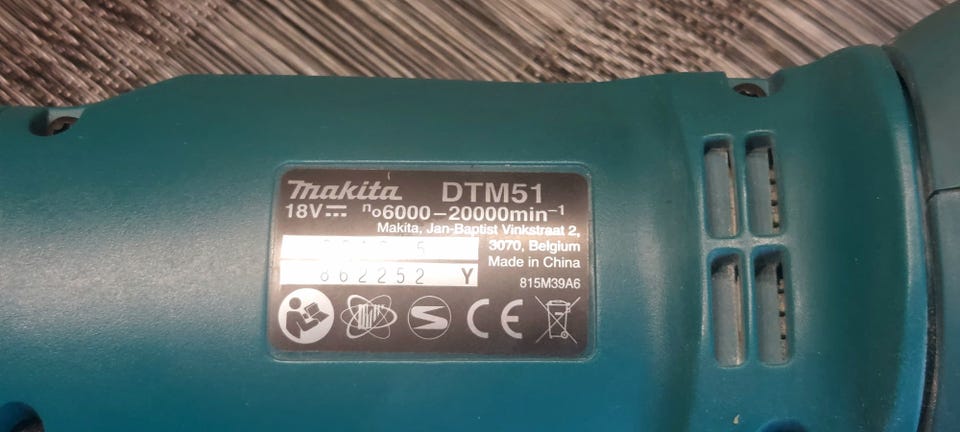 makita DTM51
18V n₀6000–20000min⁻¹
Makita, Jan-Baptist Vinkstraat 2,
3070, Belgium
Made in China
862252 Y
815M39A6
CE